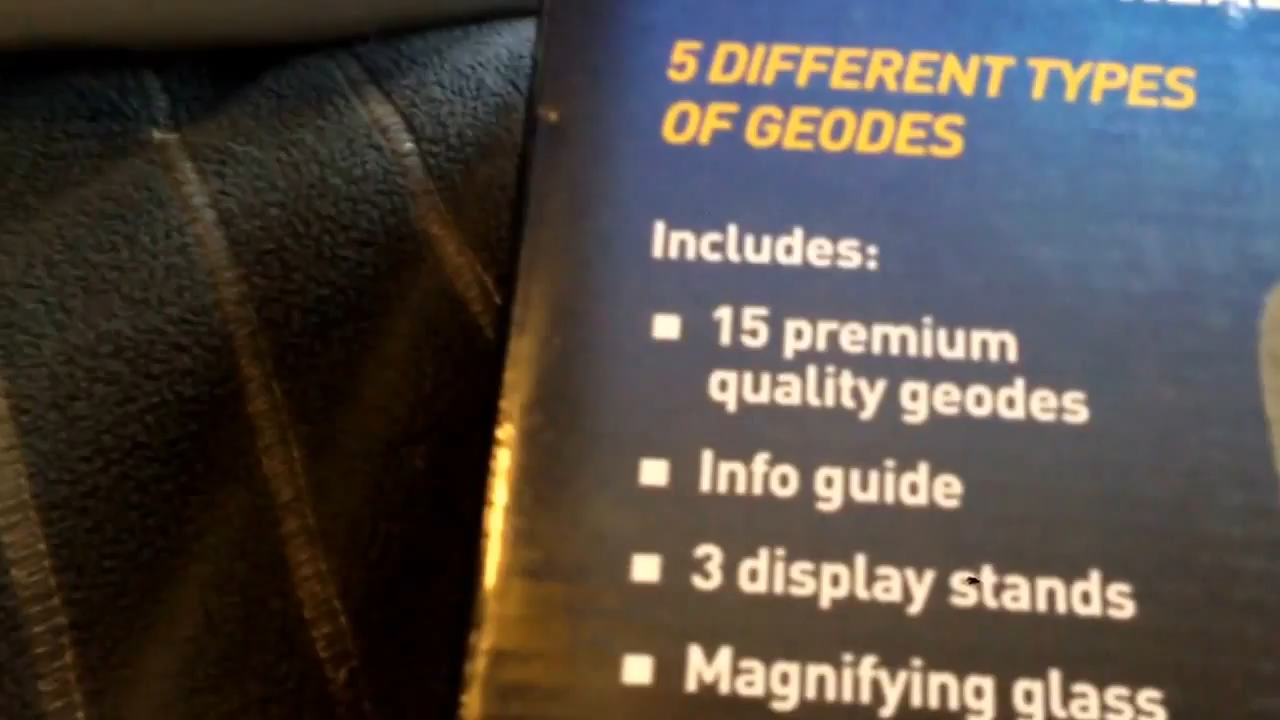 5 DIFFERENT TYPES
OF GEODES
Includes:
▪ 15 premium
quality geodes
▪ Info guide
▪ 3 display stands
▪ Magnifying glass